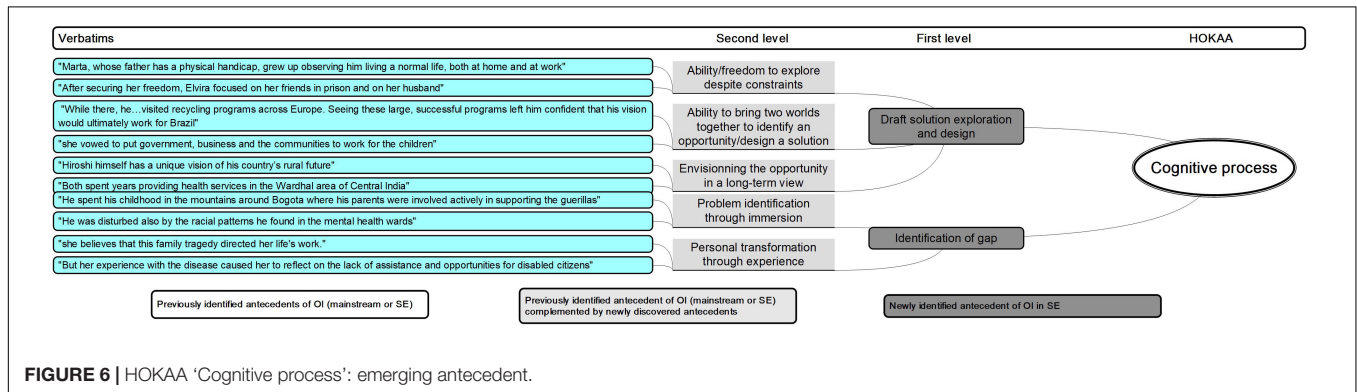 Verbatims Second level First level HOKAA
"Marta, whose father has a physical handicap, grew up observing him living a normal life, both at home and at work"
"After securing her freedom, Elvira focused on her friends in prison and on her husband"
"While there, he…visited recycling programs across Europe. Seeing these large, successful programs left him confident that his vision
would ultimately work for Brazil"
"she vowed to put government, business and the communities to work for the children"
"Hiroshi himself has a unique vision of his country's rural future"
"Both spent years providing health services in the Wardhal area of Central India"
"He spent his childhood in the mountains around Bogota where his parents were involved actively in supporting the guerillas"
"He was disturbed also by the racial patterns he found in the mental health wards"
"she believes that this family tragedy directed her life's work."
"But her experience with the disease caused her to reflect on the lack of assistance and opportunities for disabled citizens"
Ability/freedom to explore
despite constraints
Ability to bring two worlds
together to identify an
opportunity/design a solution
Envisionning the opportunity
in a long-term view
Problem identification
through immersion
Personal transformation
through experience
Draft solution exploration
and design
Identification of gap
Cognitive process
Previously identified antecedents of OI (mainstream or SE)
Previously identified antecedent of OI (mainstream or SE)
complemented by newly discovered antecedents
Newly identified antecedent of OI in SE
FIGURE 6 | HOKAA 'Cognitive process': emerging antecedent.